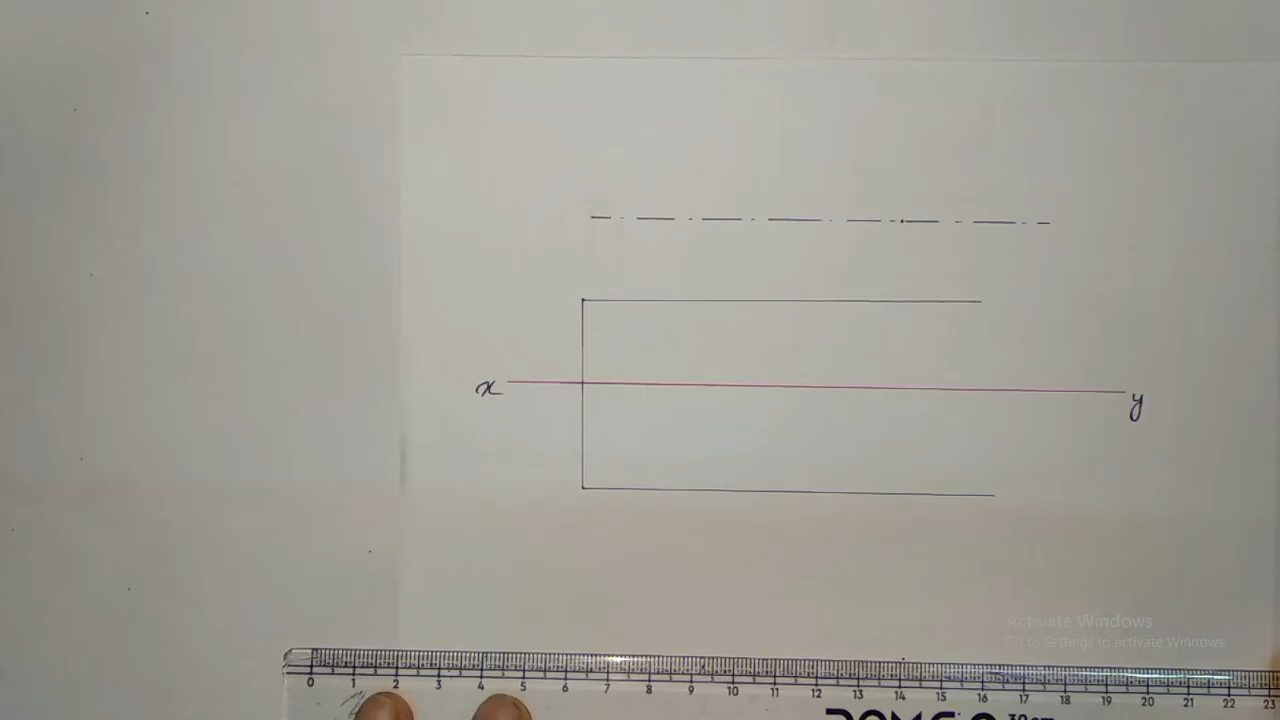 x
y
Activate Windows
Go to Settings to activate Windows.
0 1 2 3 4 5 6 7 8 9 10 11 12 13 14 15 16 17 18 19 20 21 22 23